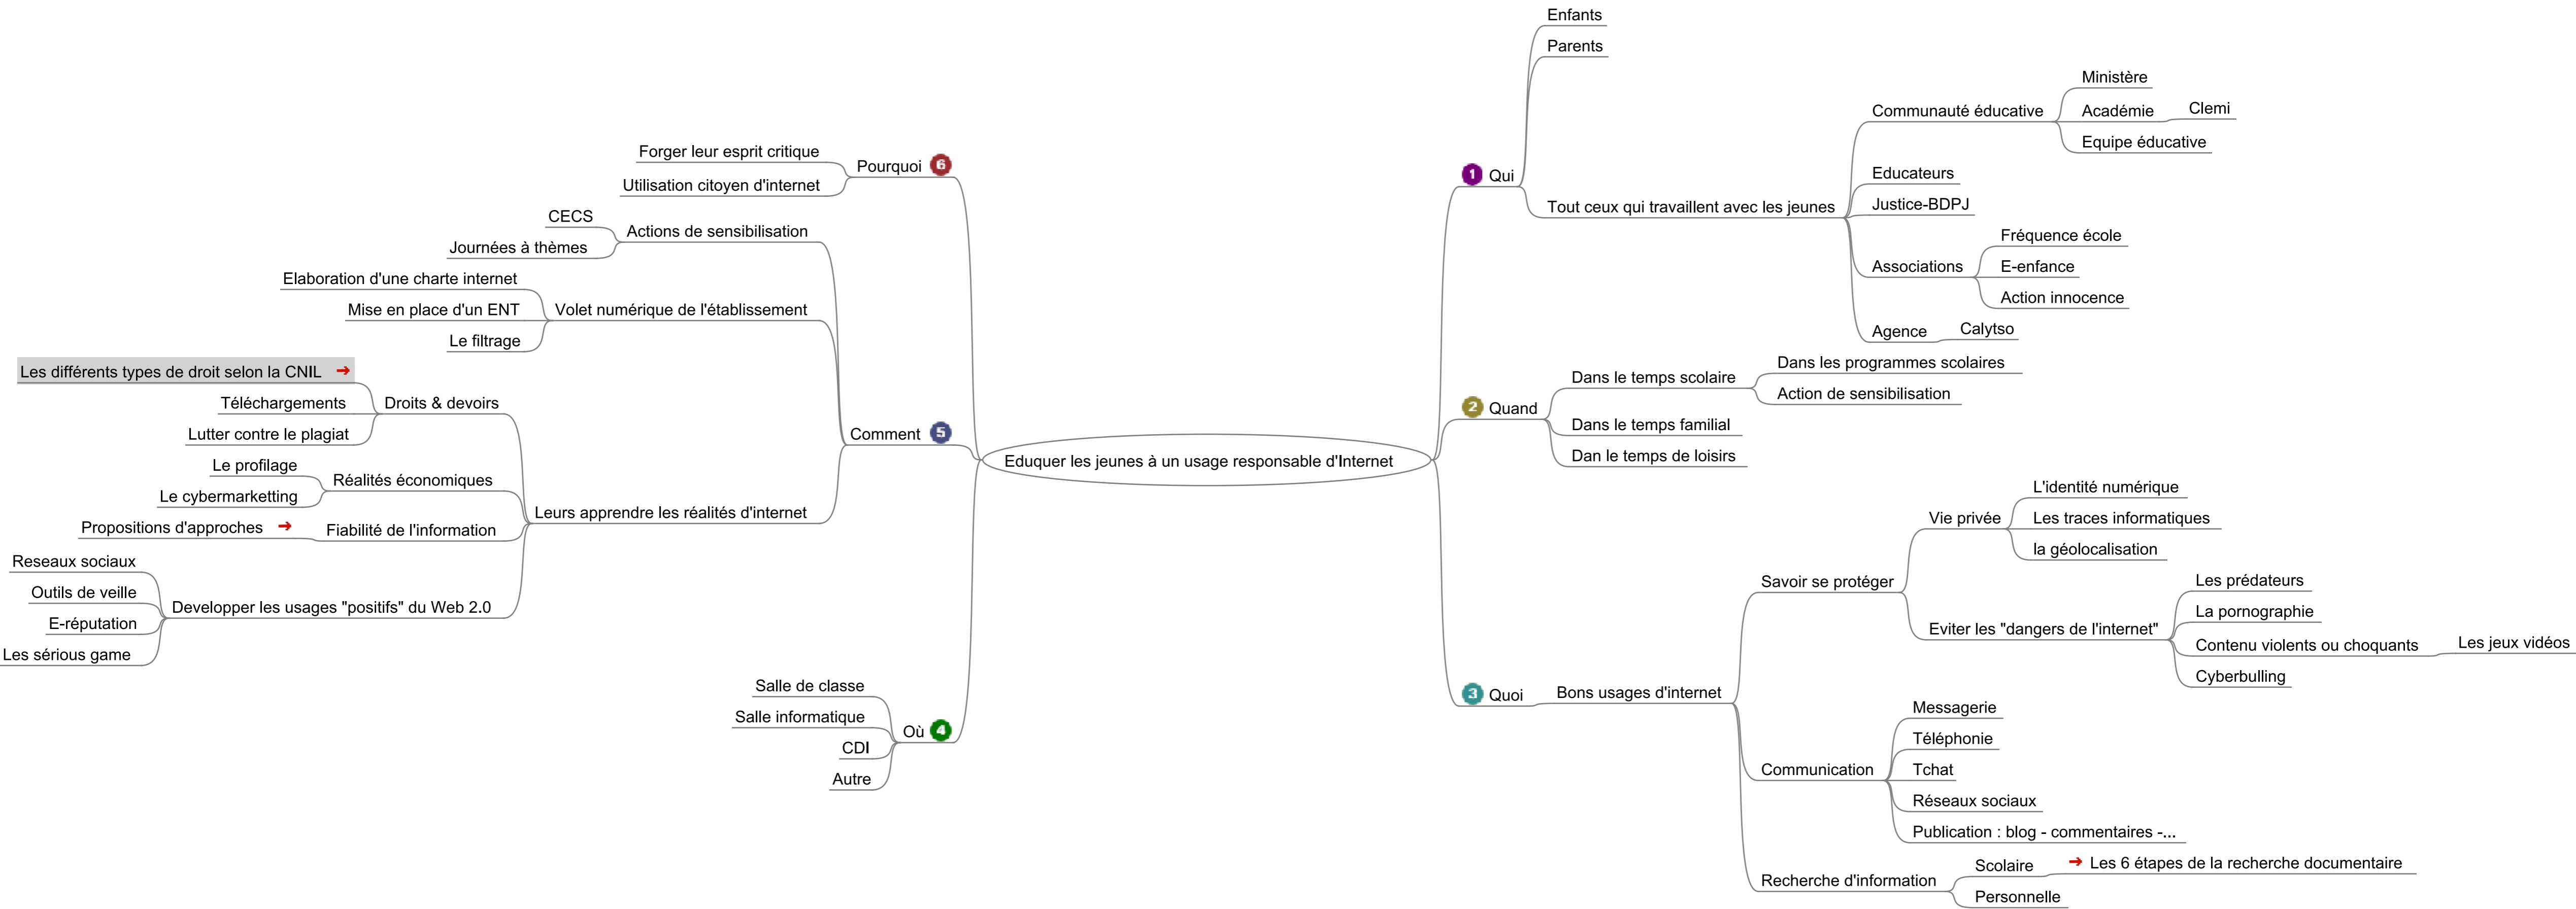 Eduquer les jeunes à un usage responsable d'Internet
1 Qui
Enfants
Parents
Tout ceux qui travaillent avec les jeunes
Communauté éducative
Ministère
Académie
Clemi
Equipe éducative
Educateurs
Justice-BDPJ
Associations
Fréquence école
E-enfance
Action innocence
Agence
Calytso
2 Quand
Dans le temps scolaire
Dans les programmes scolaires
Action de sensibilisation
Dans le temps familial
Dan le temps de loisirs
3 Quoi
Bons usages d'internet
Savoir se protéger
Vie privée
L'identité numérique
Les traces informatiques
la géolocalisation
Eviter les "dangers de l'internet"
Les prédateurs
La pornographie
Contenu violents ou choquants
Les jeux vidéos
Cyberbulling
Communication
Messagerie
Téléphonie
Tchat
Réseaux sociaux
Publication : blog - commentaires -...
Recherche d'information
Scolaire
Les 6 étapes de la recherche documentaire
Personnelle
Où 4
Salle de classe
Salle informatique
CDI
Autre
Comment 5
Actions de sensibilisation
CECS
Journées à thèmes
Volet numérique de l'établissement
Elaboration d'une charte internet
Mise en place d'un ENT
Le filtrage
Leurs apprendre les réalités d'internet
Droits & devoirs
Les différents types de droit selon la CNIL
Téléchargements
Lutter contre le plagiat
Réalités économiques
Le profilage
Le cybermarketting
Fiabilité de l'information
Propositions d'approches
Developper les usages "positifs" du Web 2.0
Reseaux sociaux
Outils de veille
E-réputation
Les sérious game
Pourquoi 6
Forger leur esprit critique
Utilisation citoyen d'internet